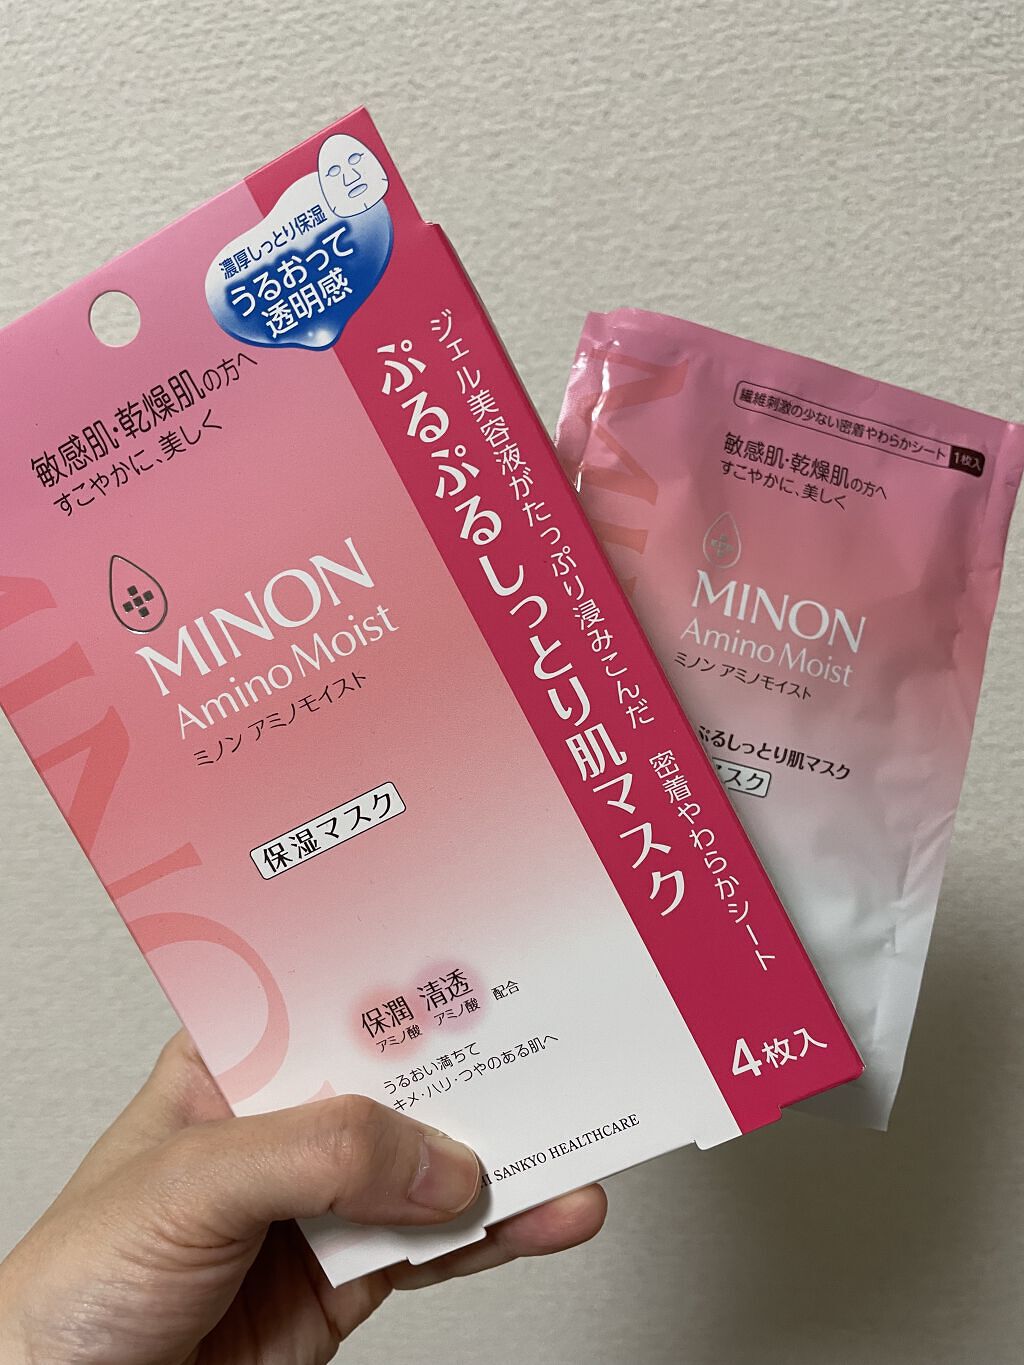 濃厚しっとり保湿
うるおって
透明感
敏感肌・乾燥肌の方へ
すこやかに、美しく
MINON
Amino Moist
ミノン アミノモイスト
保湿マスク
ジェル美容液がたっぷり浸みこんだ 密着やわらかシート
ぷるぷるしっとり肌マスク
保潤 清透 配合
アミノ酸 アミノ酸
うるおい満ちて
キメ・ハリ・つやのある肌へ
4枚入
SANKYO HEALTHCARE
繊維刺激の少ない密着やわらかシート 1枚入
敏感肌・乾燥肌の方へ
すこやかに、美しく
MINON
Amino Moist
ミノン アミノモイスト
ぷるしっとり肌マスク
マスク